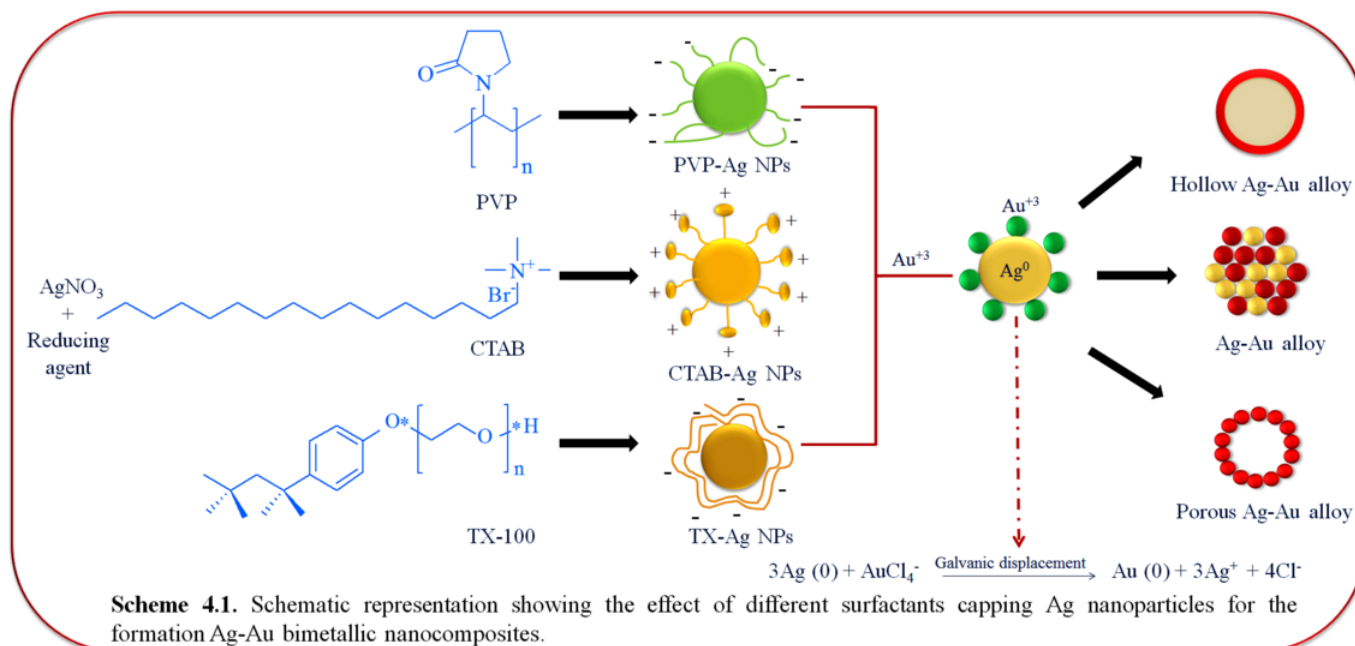 O
N
n
PVP
-
-
-
-
-
-
-
PVP-Ag NPs
Hollow Ag-Au alloy
AgNO3
+
Reducing
agent
N+
Br-
CTAB
+
+
+
+
+
+
+
+
+
+
+
+
CTAB-Ag NPs
Au+3
Au+3
Ag0
Ag-Au alloy
O*
O
*H
n
TX-100
-
-
-
-
-
-
-
TX-Ag NPs
Porous Ag-Au alloy
3Ag (0) + AuCl4- Galvanic displacement Au (0) + 3Ag+ + 4Cl-
Scheme 4.1. Schematic representation showing the effect of different surfactants capping Ag nanoparticles for the
formation Ag-Au bimetallic nanocomposites.